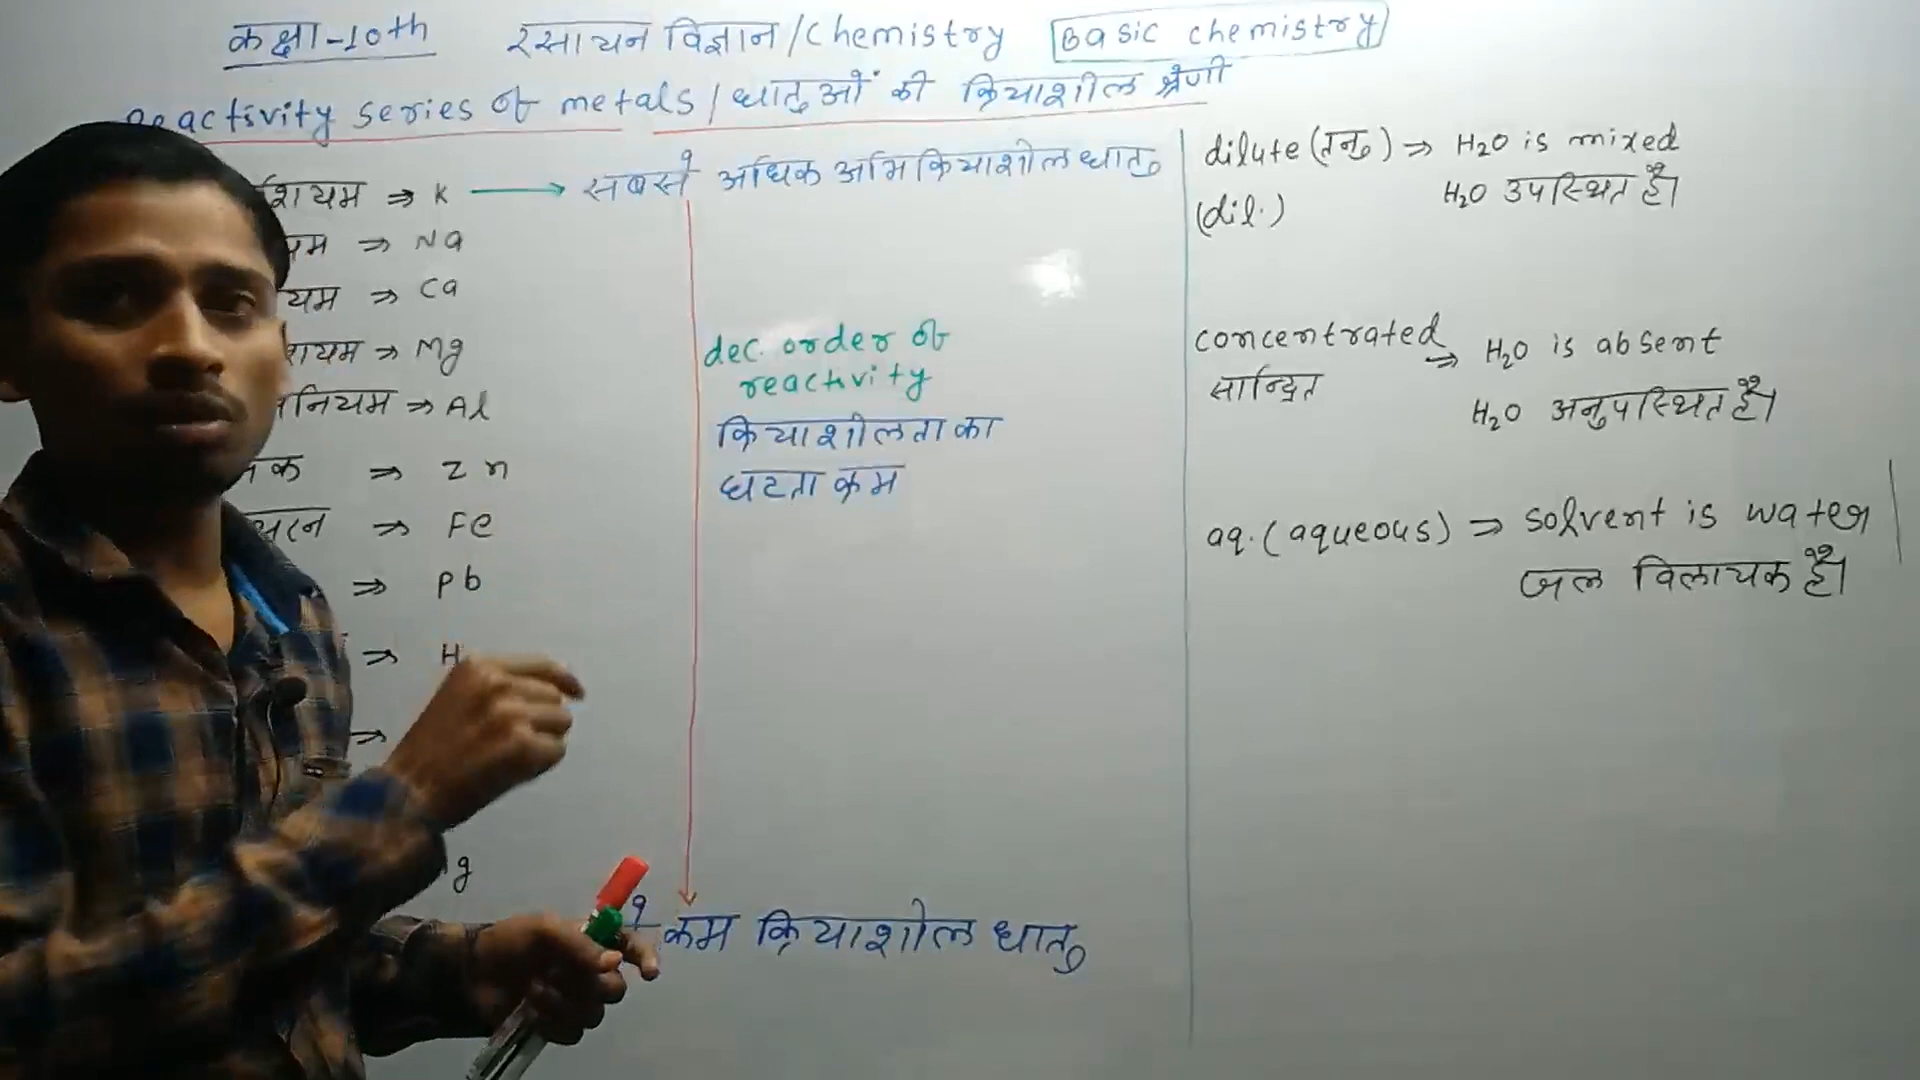 कक्षा-10th रसायन विज्ञान/Chemistry Basic chemistry
Reactivity series of metals/धातुओं की क्रियाशील श्रेणी
शियम ⇒ K → सबसे अधिक अभिक्रियाशील धातु
यम ⇒ Na
यम ⇒ Ca
शियम ⇒ Mg
नियम ⇒ Al
क ⇒ Zn
यरन ⇒ Fe
⇒ Pb
⇒ H
⇒
g
dec. order of
reactivity
क्रियाशीलता का
घटता क्रम
कम क्रियाशील धातु
dilute (तनु) ⇒ H₂O is mixed
(dil.) H₂O उपस्थित है।
concentrated ⇒ H₂O is absent
सान्द्रित H₂O अनुपस्थित है।
aq. (aqueous) ⇒ solvent is water
जल विलायक है।